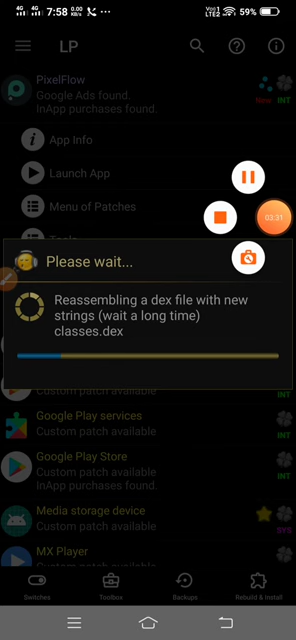 4G 4G 7:58 0.00 KB/s ... Vo) 1 LTE2 59%
LP
PixelFlow
Google Ads found.
InApp purchases found.
New INT
App Info
Launch App
Menu of Patches
03:31
Tools
Please wait...
Reassembling a dex file with new
strings (wait a long time)
classes.dex
Custom patch available
INT
Google Play services
Custom patch available
INT
Google Play Store
Custom patch available
InApp purchases found.
INT
Media storage device
Custom patch available
SYS
MX Player
Switches Toolbox Backups Rebuild & Install